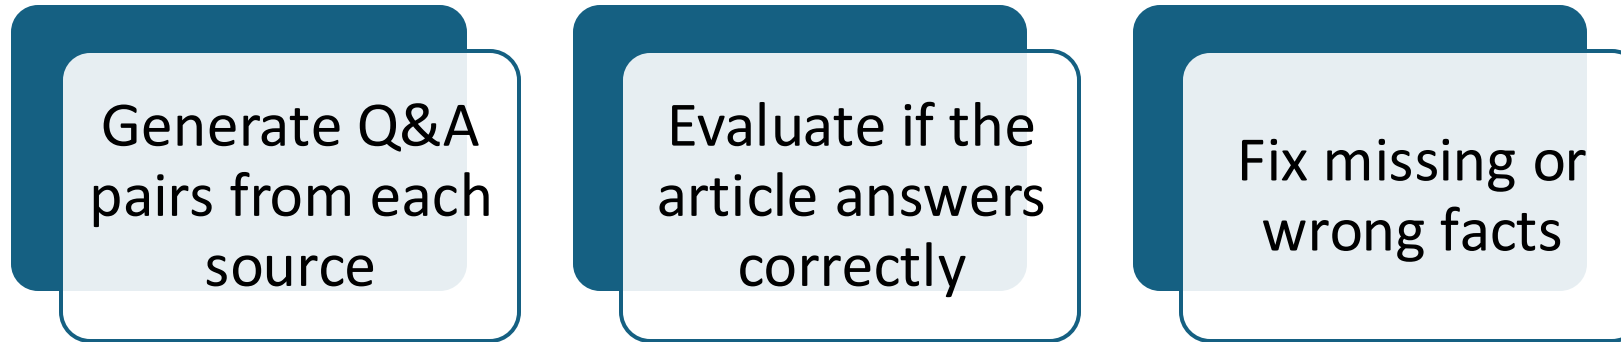 Generate Q&A
pairs from each
source
Evaluate if the
article answers
correctly
Fix missing or
wrong facts